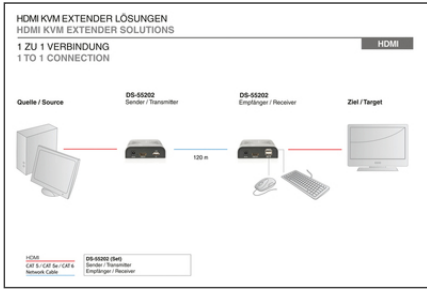 HDMI KVM EXTENDER LÖSUNGEN
HDMI KVM EXTENDER SOLUTIONS
1 ZU 1 VERBINDUNG
1 TO 1 CONNECTION
HDMI
Quelle / Source
DS-55202
Sender / Transmitter
DS-55202
Empfänger / Receiver
Ziel / Target
120 m
HDMI
CAT 5 / CAT 5e / CAT 6
Network Cable
DS-55202 (Set)
Sender / Transmitter
Empfänger / Receiver